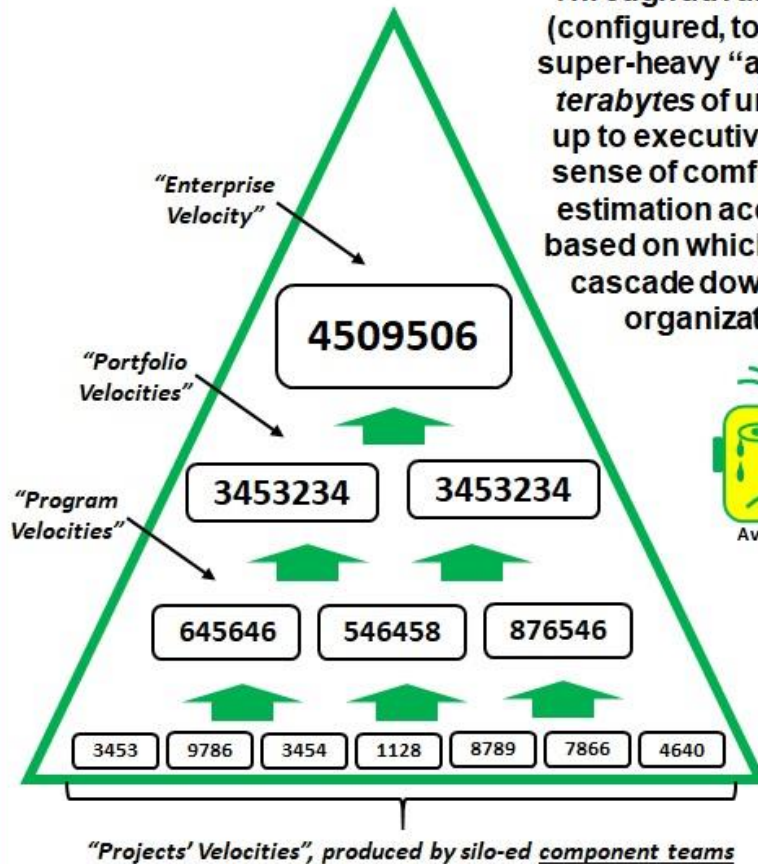 (configured, to
super-heavy "a
terabytes of u
up to executiv
sense of comf
estimation acc
based on which
cascade dow
organizat
"Enterprise
Velocity"
4509506
"Portfolio
Velocities"
3453234
3453234
"Program
Velocities"
Av
645646
546458
876546
3453
9786
3454
1128
8789
7866
4640
"Projects' Velocities", produced by silo-ed component teams